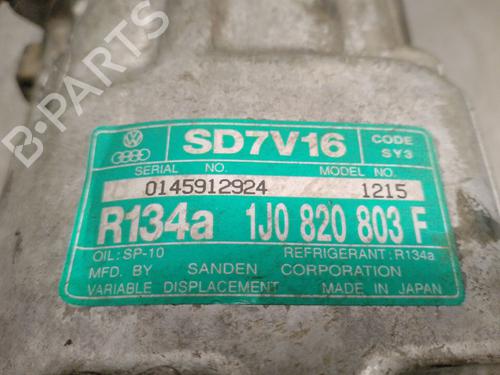 B-PARTS
SD7V16
CODE
SY3
SERIAL NO. MODEL NO.
0145912924 1215
R134a 1J0 820 803 F
OIL: SP-10 REFRIGERANT: R134a
MFD. BY SANDEN CORPORATION
VARIABLE DISPLACEMENT MADE IN JAPAN